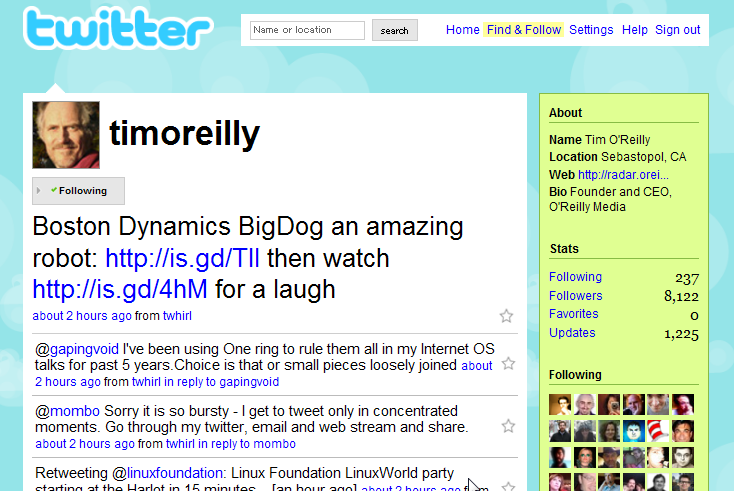 twitter
Name or location
search
Home Find & Follow Settings Help Sign out
timoreilly
Following
Boston Dynamics BigDog an amazing
robot: http://is.gd/TIl then watch
http://is.gd/4hM for a laugh
about 2 hours ago from twhirl
@gapingvoid I've been using One ring to rule them all in my Internet OS
talks for past 5 years.Choice is that or small pieces loosely joined about
2 hours ago from twhirl in reply to gapingvoid
@mombo Sorry it is so bursty - I get to tweet only in concentrated
moments. Go through my twitter, email and web stream and share.
about 2 hours ago from twhirl in reply to mombo
Retweeting @linuxfoundation: Linux Foundation LinuxWorld party
starting at the Harlot in 15 minutes... [an hour ago] about 2 hours ago from
About
Name Tim O'Reilly
Location Sebastopol, CA
Web http://radar.orei...
Bio Founder and CEO,
O'Reilly Media
Stats
Following 237
Followers 8,122
Favorites 0
Updates 1,225
Following